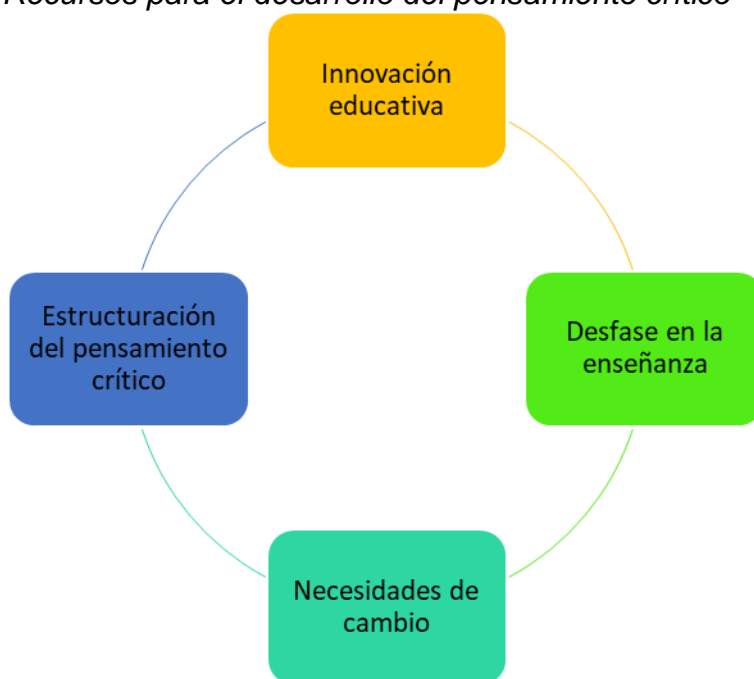 Recursos para el desarrollo del pensamiento crítico
Innovación
educativa
Estructuración
del pensamiento
crítico
Desfase en la
enseñanza
Necesidades de
cambio